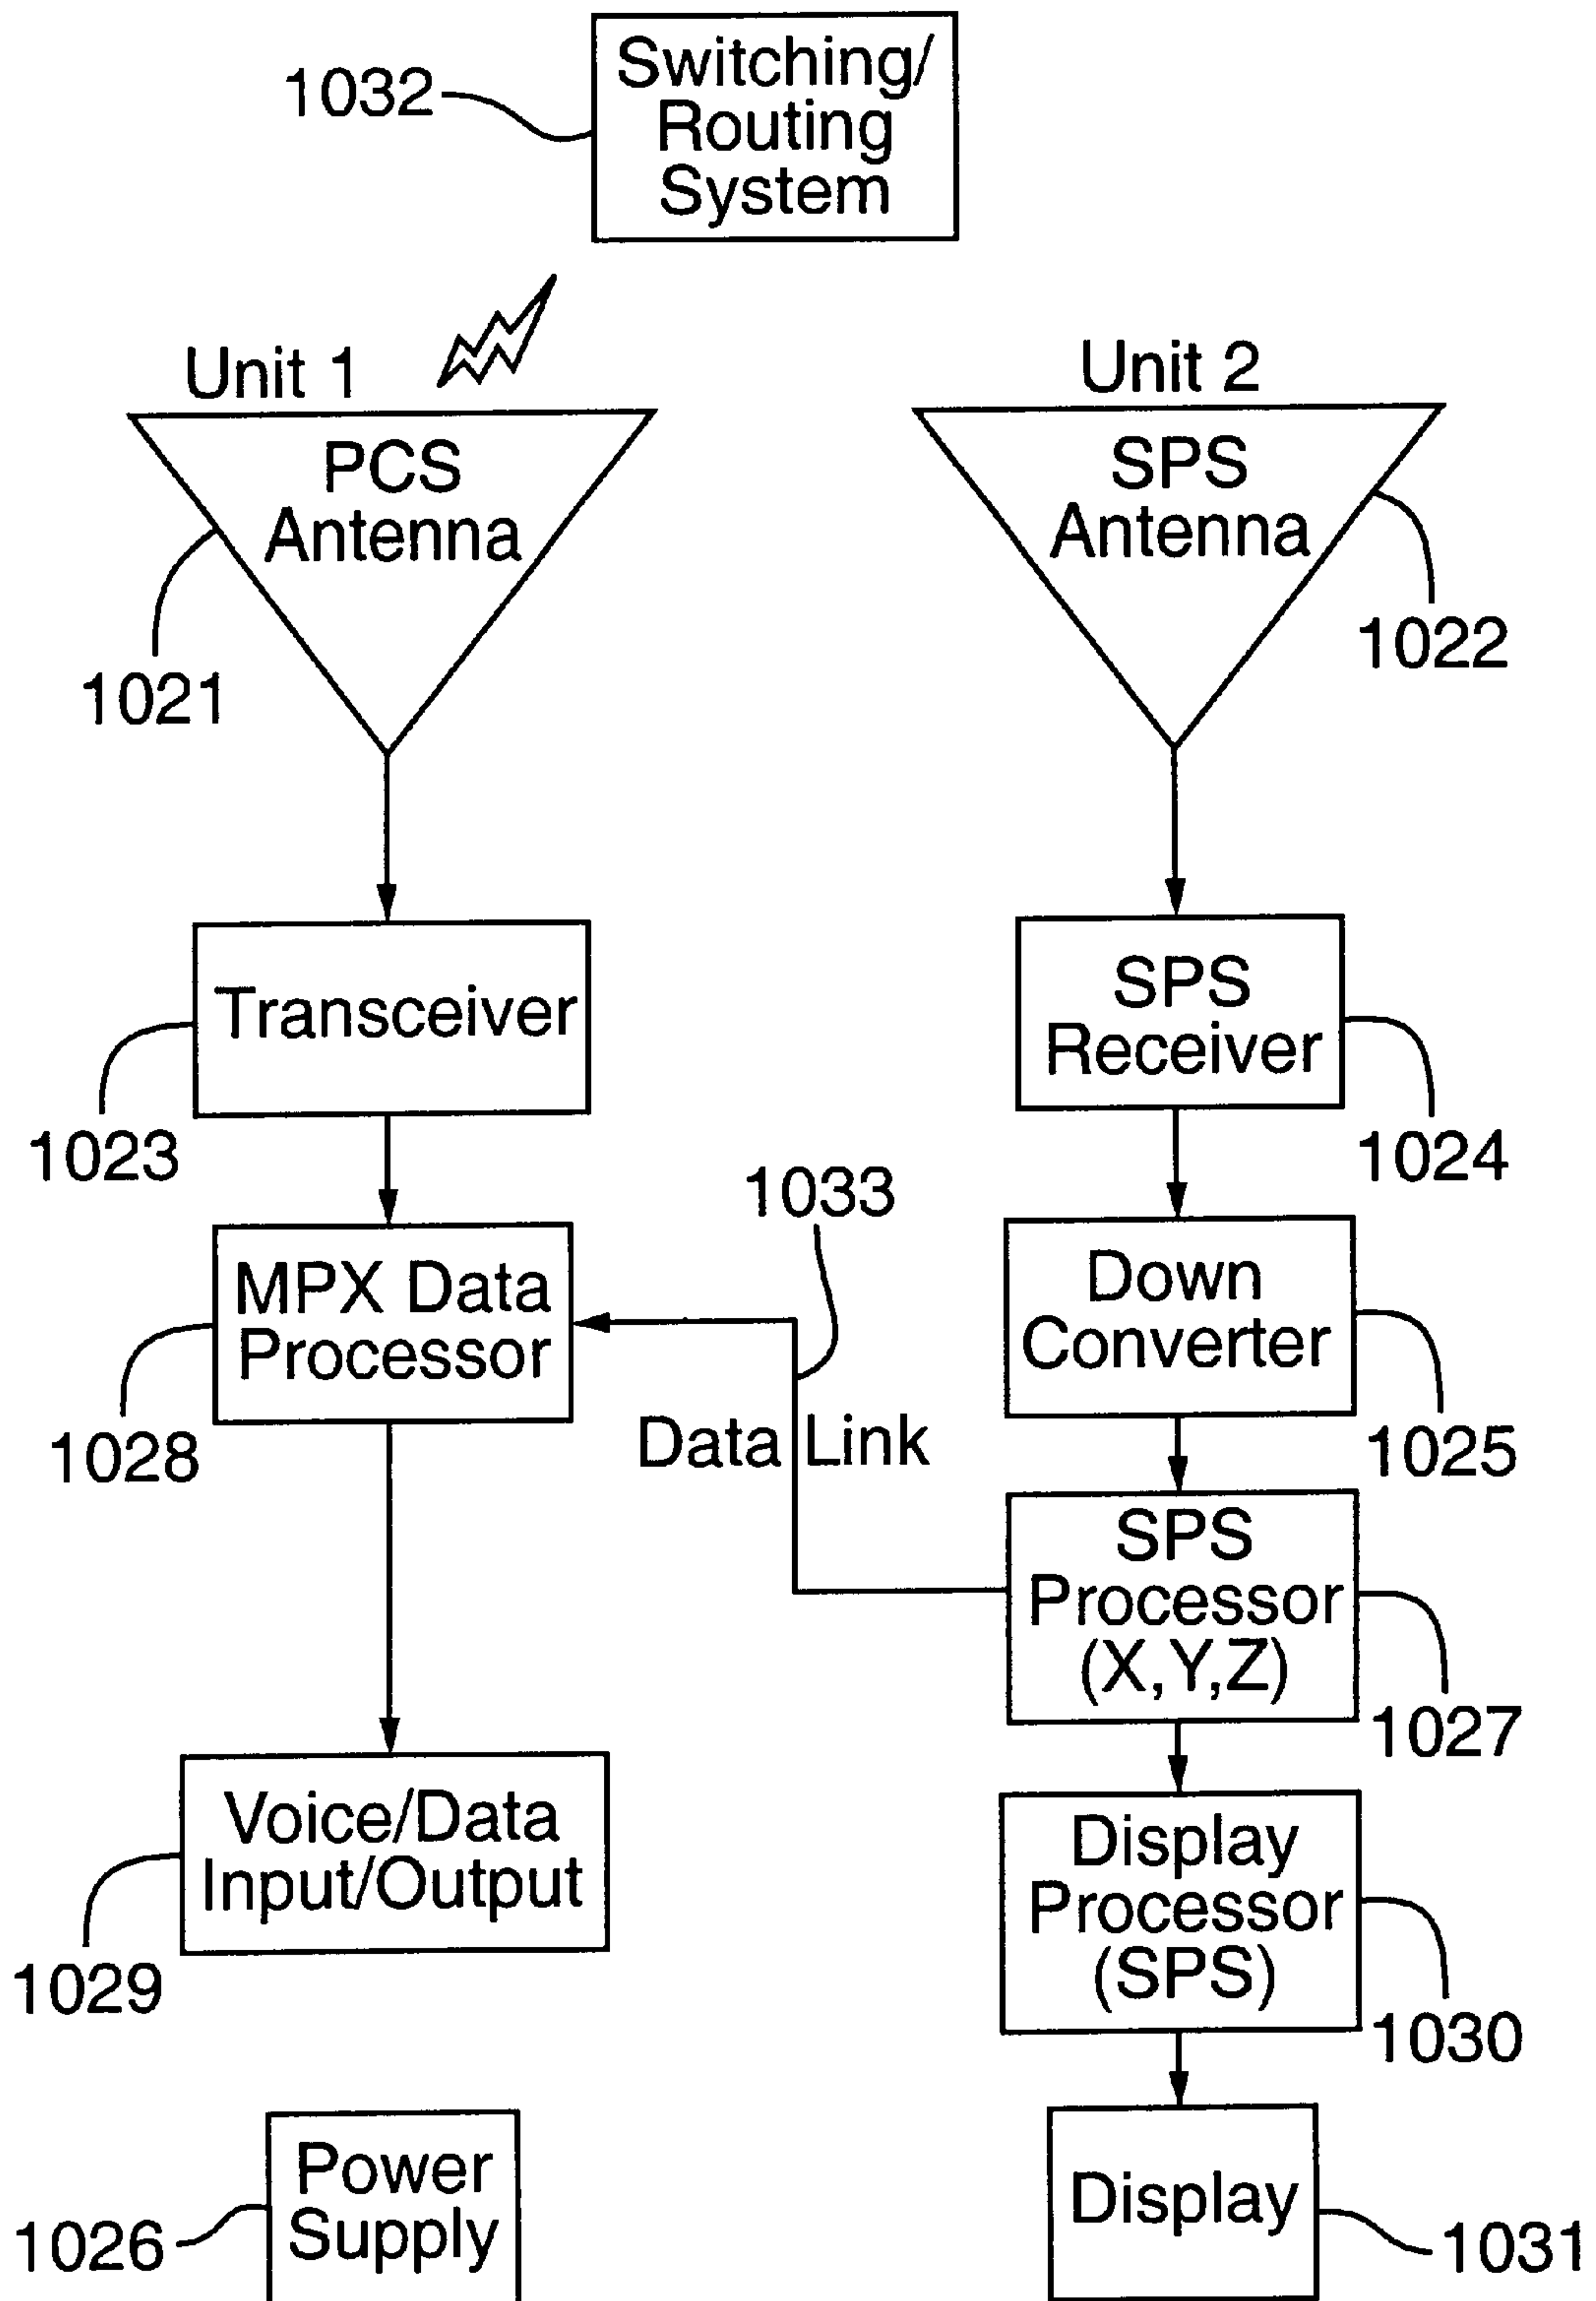 1032
Switching/
Routing
System
Unit 1
Unit 2
PCS
Antenna
SPS
Antenna
1021
1022
Transceiver
SPS
Receiver
1023
1024
1033
MPX Data
Processor
Down
Converter
1028
Data Link
1025
SPS
Processor
(X,Y,Z)
1027
Voice/Data
Input/Output
Display
Processor
(SPS)
1029
1030
Power
Supply
Display
1026
1031